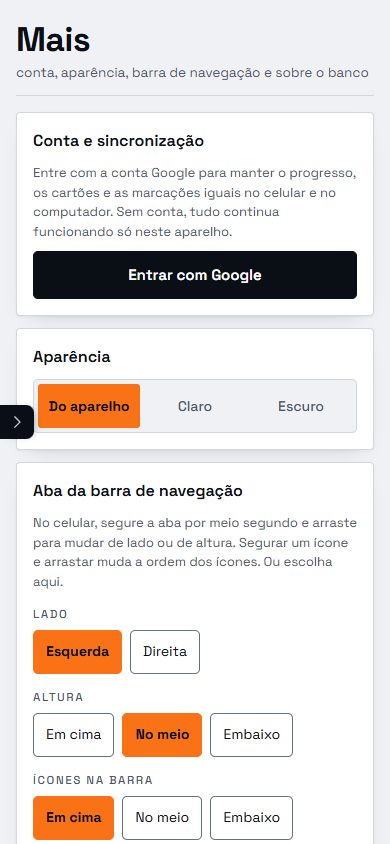 Mais
conta, aparência, barra de navegação e sobre o banco
Conta e sincronização
Entre com a conta Google para manter o progresso,
os cartões e as marcações iguais no celular e no
computador. Sem conta, tudo continua
funcionando só neste aparelho.
Entrar com Google
Aparência
Do aparelho Claro Escuro
Aba da barra de navegação
No celular, segure a aba por meio segundo e arraste
para mudar de lado ou de altura. Segurar um ícone
e arrastar muda a ordem dos ícones. Ou escolha
aqui.
LADO
Esquerda Direita
ALTURA
Em cima No meio Embaixo
ÍCONES NA BARRA
Em cima No meio Embaixo